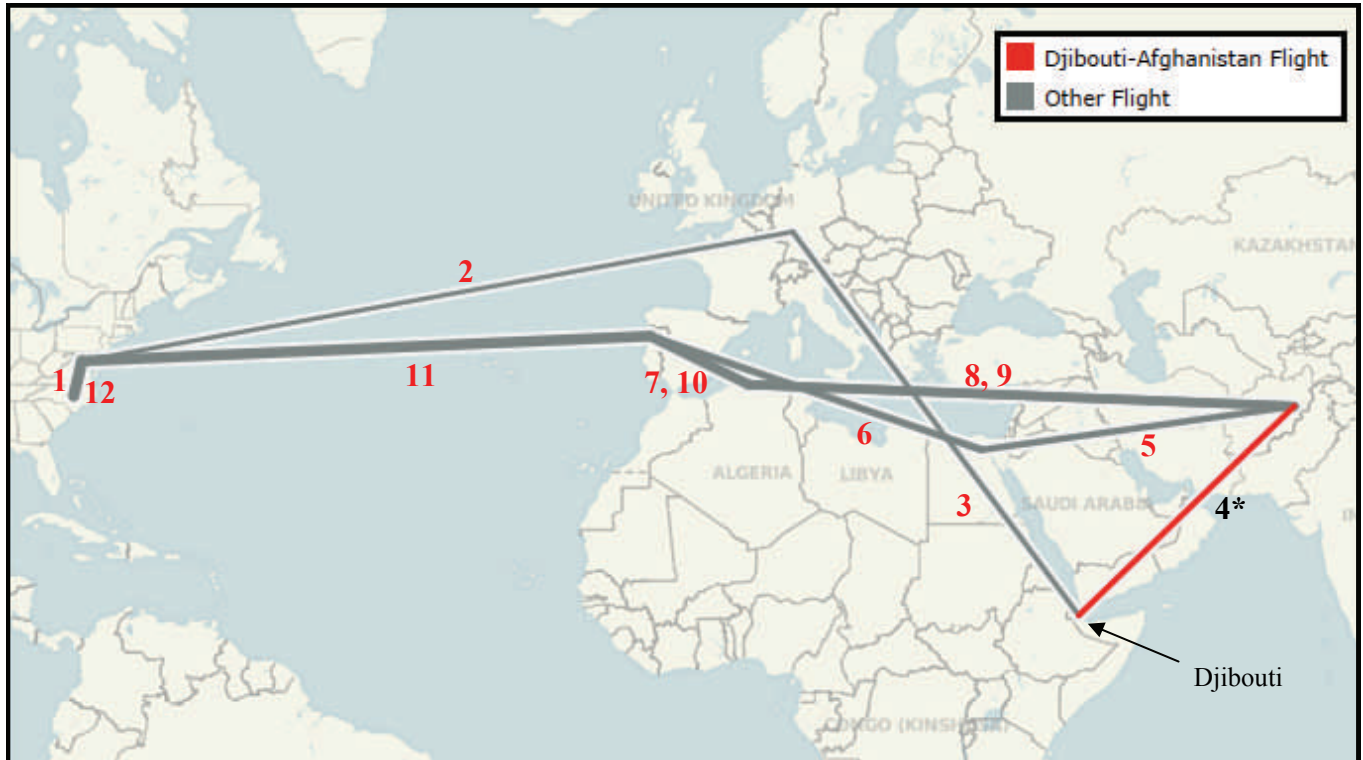 Djibouti-Afghanistan Flight
Other Flight
UNITED KINGDOM
KAZAKHSTAN
2
1
12
11
7, 10
8, 9
6
5
ALGERIA
LIBYA
3
SAUDI ARABIA
4*
IN
Djibouti
CONGO (KINSHASA)